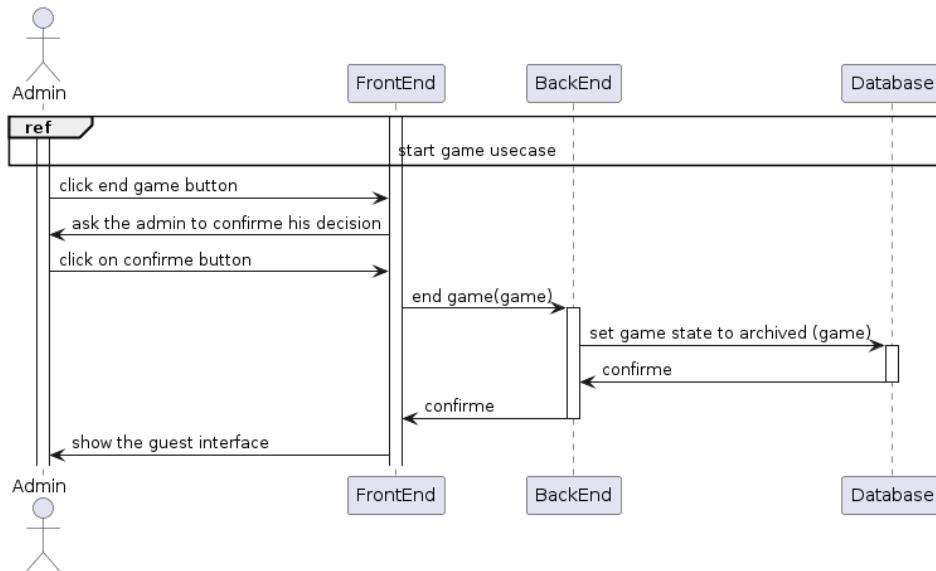 Admin
FrontEnd
BackEnd
Database
ref
start game usecase
click end game button
ask the admin to confirme his decision
click on confirme button
end game(game)
set game state to archived (game)
confirme
confirme
show the guest interface
Admin
FrontEnd
BackEnd
Database